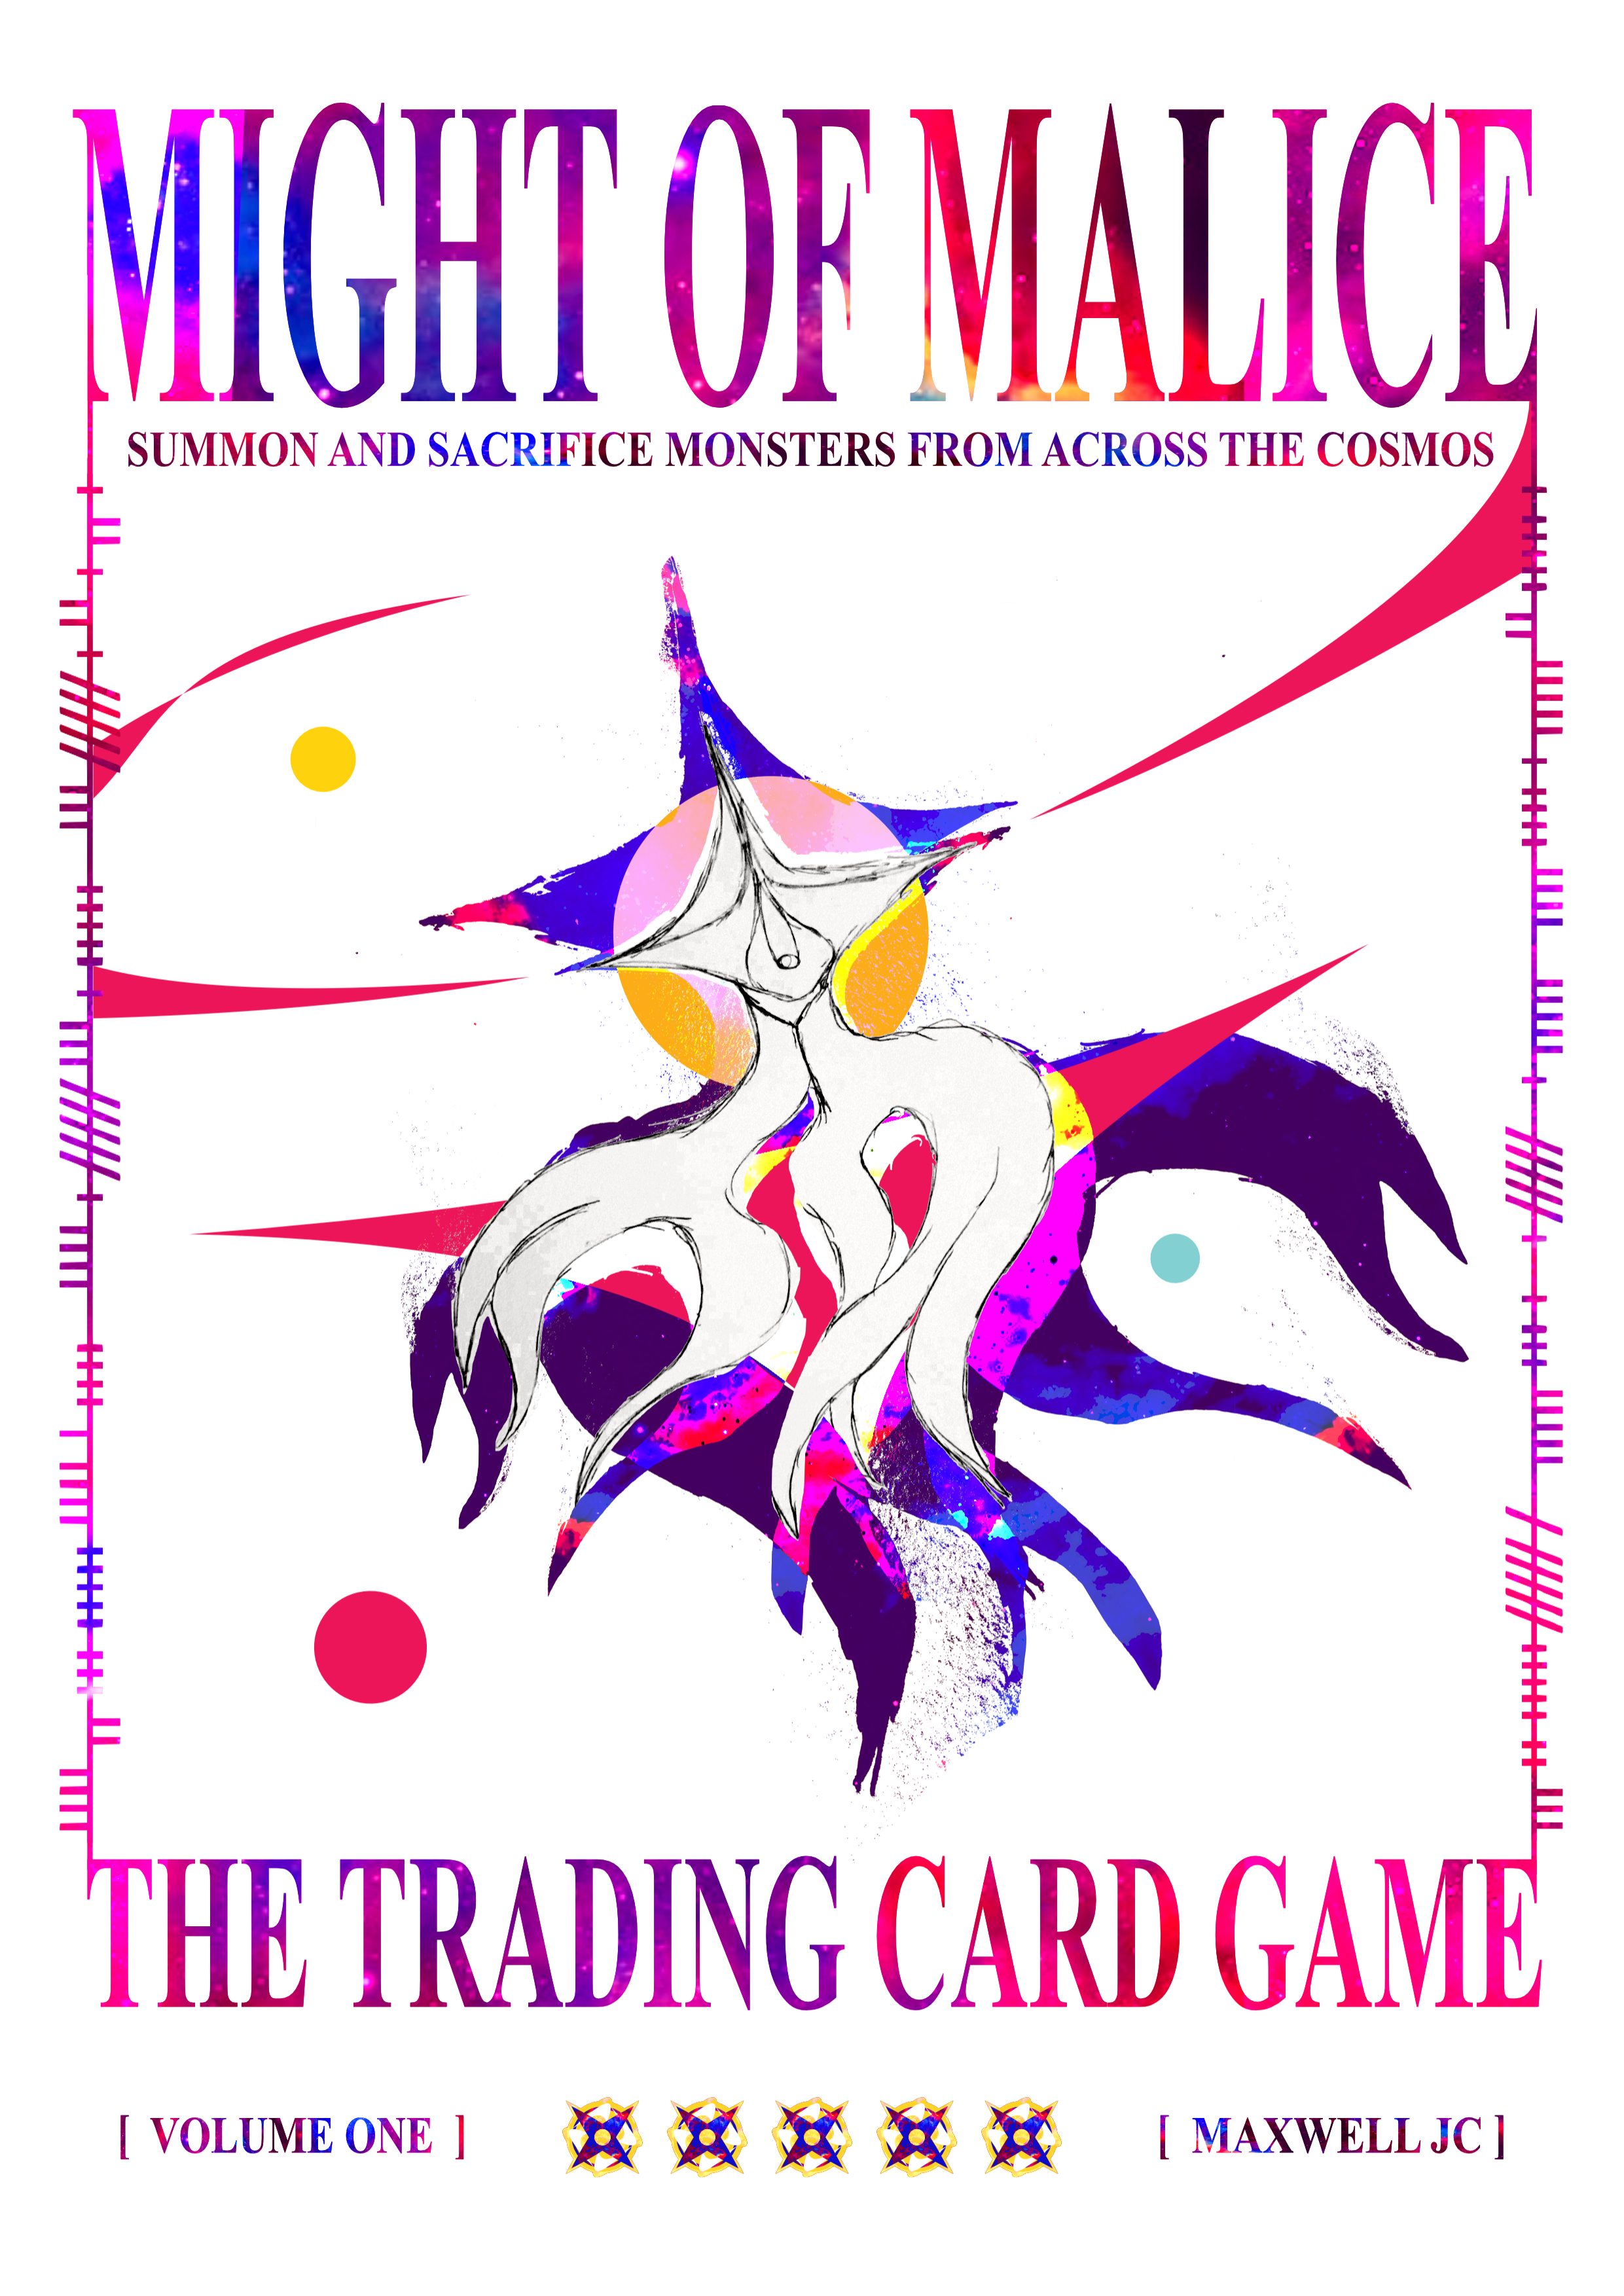 MIGHT OF MALICE
SUMMON AND SACRIFICE MONSTERS FROM ACROSS THE COSMOS
THE TRADING CARD GAME
[ VOLUME ONE ]
[ MAXWELL JC ]